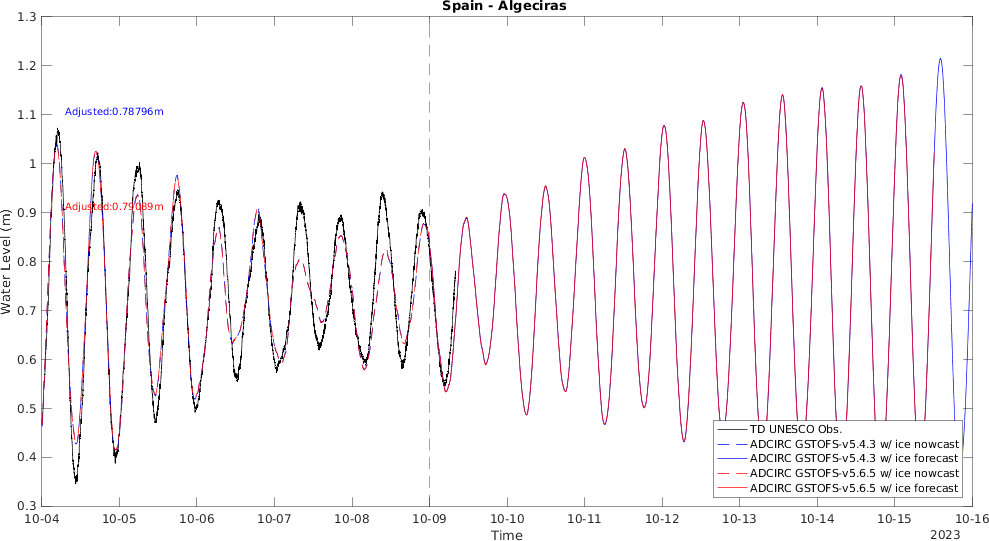 Spain - Algeciras
1.3
1.2
1.1
1
0.9
0.8
0.7
0.6
0.5
0.4
0.3
Water Level (m)
Adjusted:0.78796m
Adjusted:0.79089m
TD UNESCO Obs.
ADCIRC GSTOFS-v5.4.3 w/ ice nowcast
ADCIRC GSTOFS-v5.4.3 w/ ice forecast
ADCIRC GSTOFS-v5.6.5 w/ ice nowcast
ADCIRC GSTOFS-v5.6.5 w/ ice forecast
10-04 10-05 10-06 10-07 10-08 10-09 10-10 10-11 10-12 10-13 10-14 10-15 10-16
Time
2023